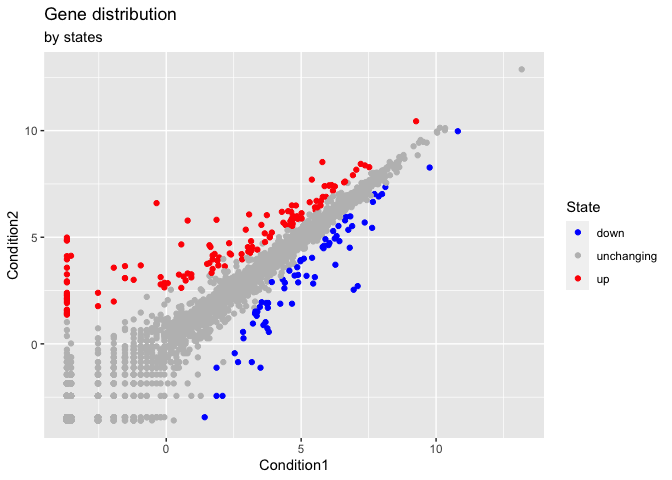 Gene distribution
by states
10
5
0
Condition2
0
5
10
Condition1
State
down
unchanging
up